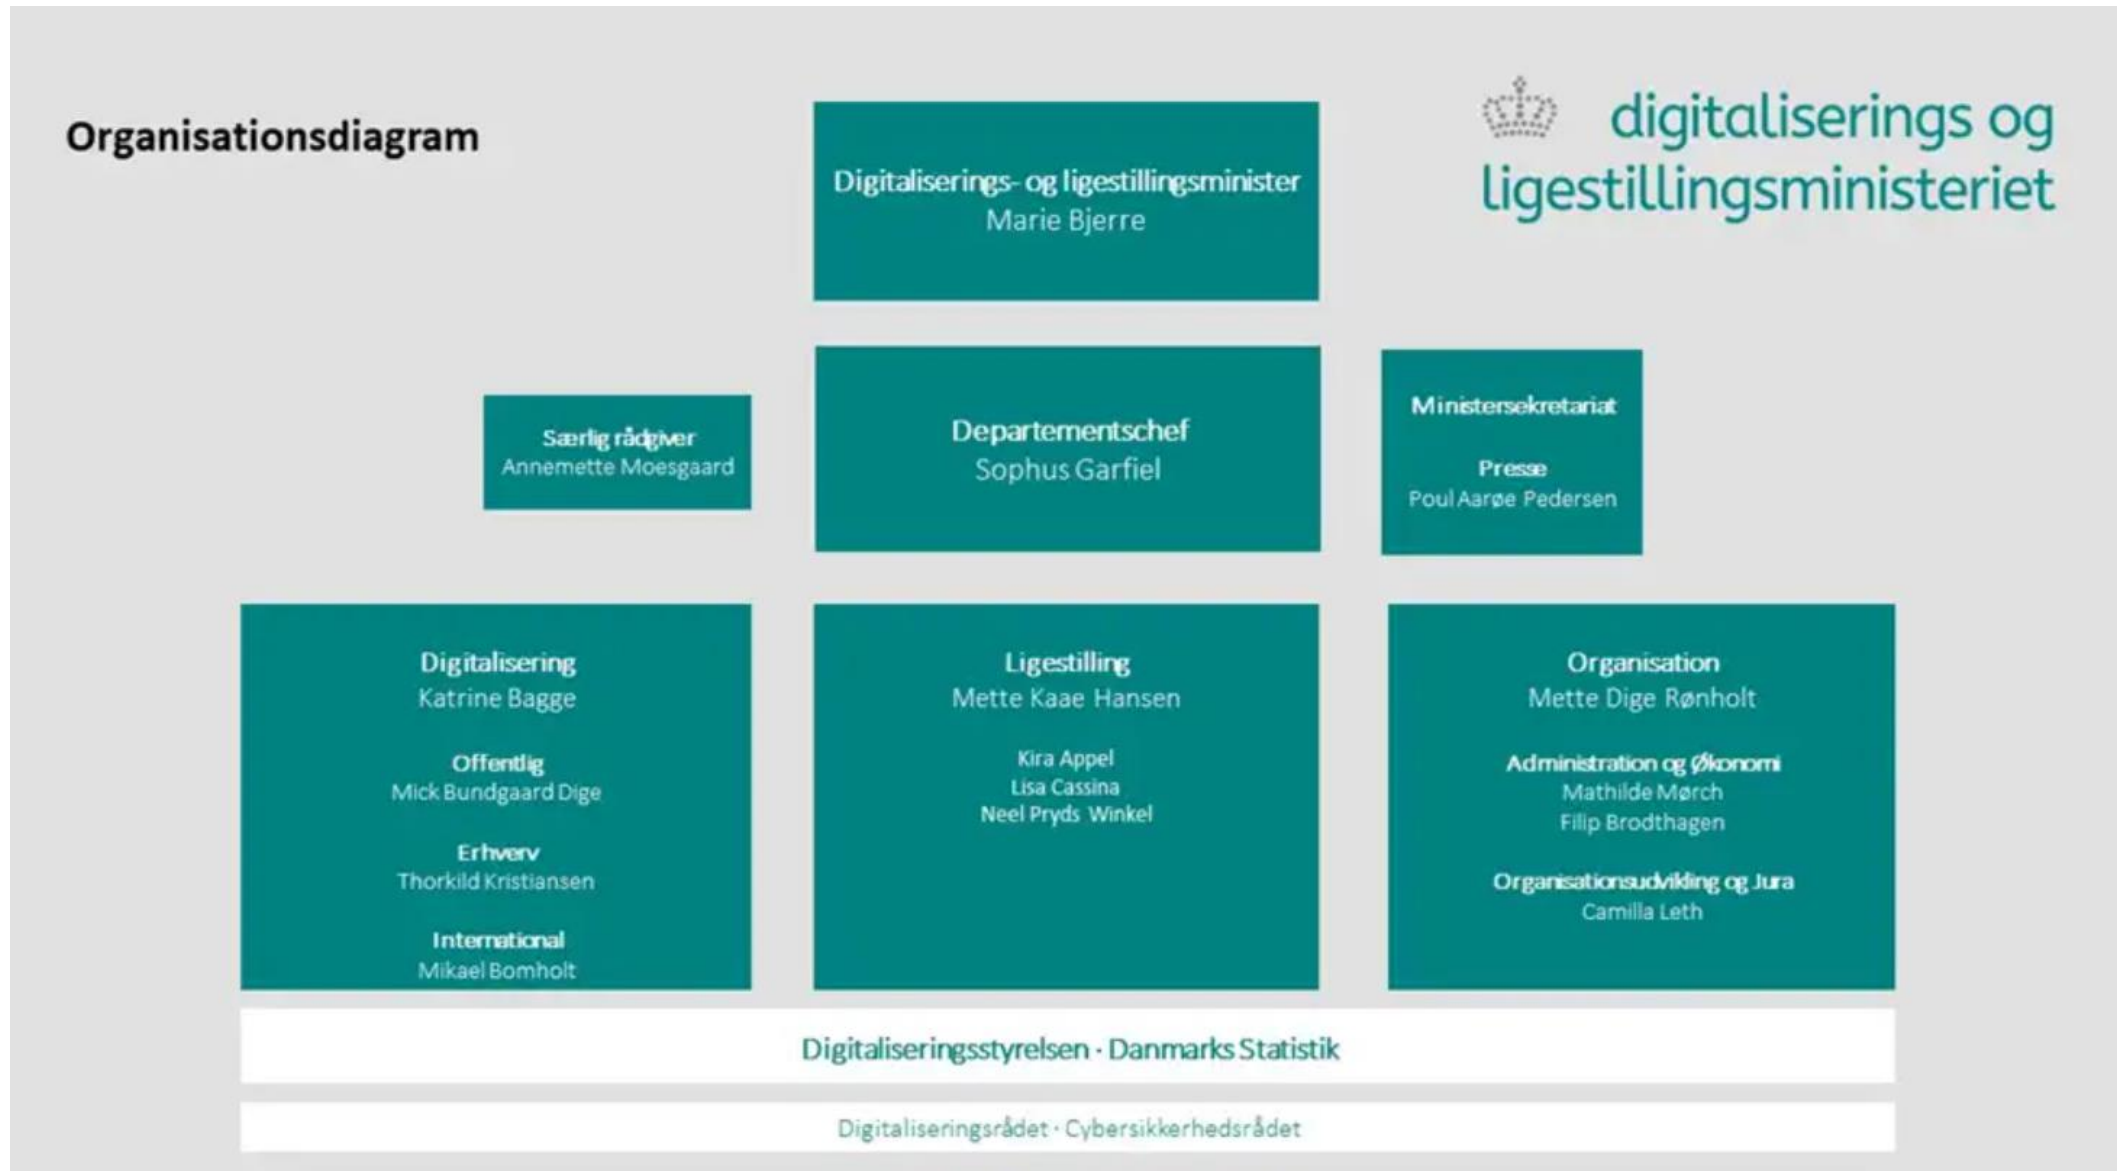 Organisationsdiagram
digitaliserings og
ligestillingsministeriet
Digitaliserings- og ligestillingsminister
Marie Bjerre
Særlig rådgiver
Annemette Moesgaard
Departementschef
Sophus Garfiel
Ministersekretariat
Presse
Poul Aarøe Pedersen
Digitalisering
Katrine Bagge
Offentlig
Mick Bundgaard Dige
Erhverv
Thorkild Kristiansen
International
Mikael Bomholt
Ligestilling
Mette Kaae Hansen
Kira Appel
Lisa Cassina
Neel Pryds Winkel
Organisation
Mette Dige Rønholt
Administration og Økonomi
Mathilde Mørch
Filip Brodthagen
Organisationsudvikling og Jura
Camilla Leth
Digitaliseringsstyrelsen · Danmarks Statistik
Digitaliseringsrådet · Cybersikkerhedsrådet